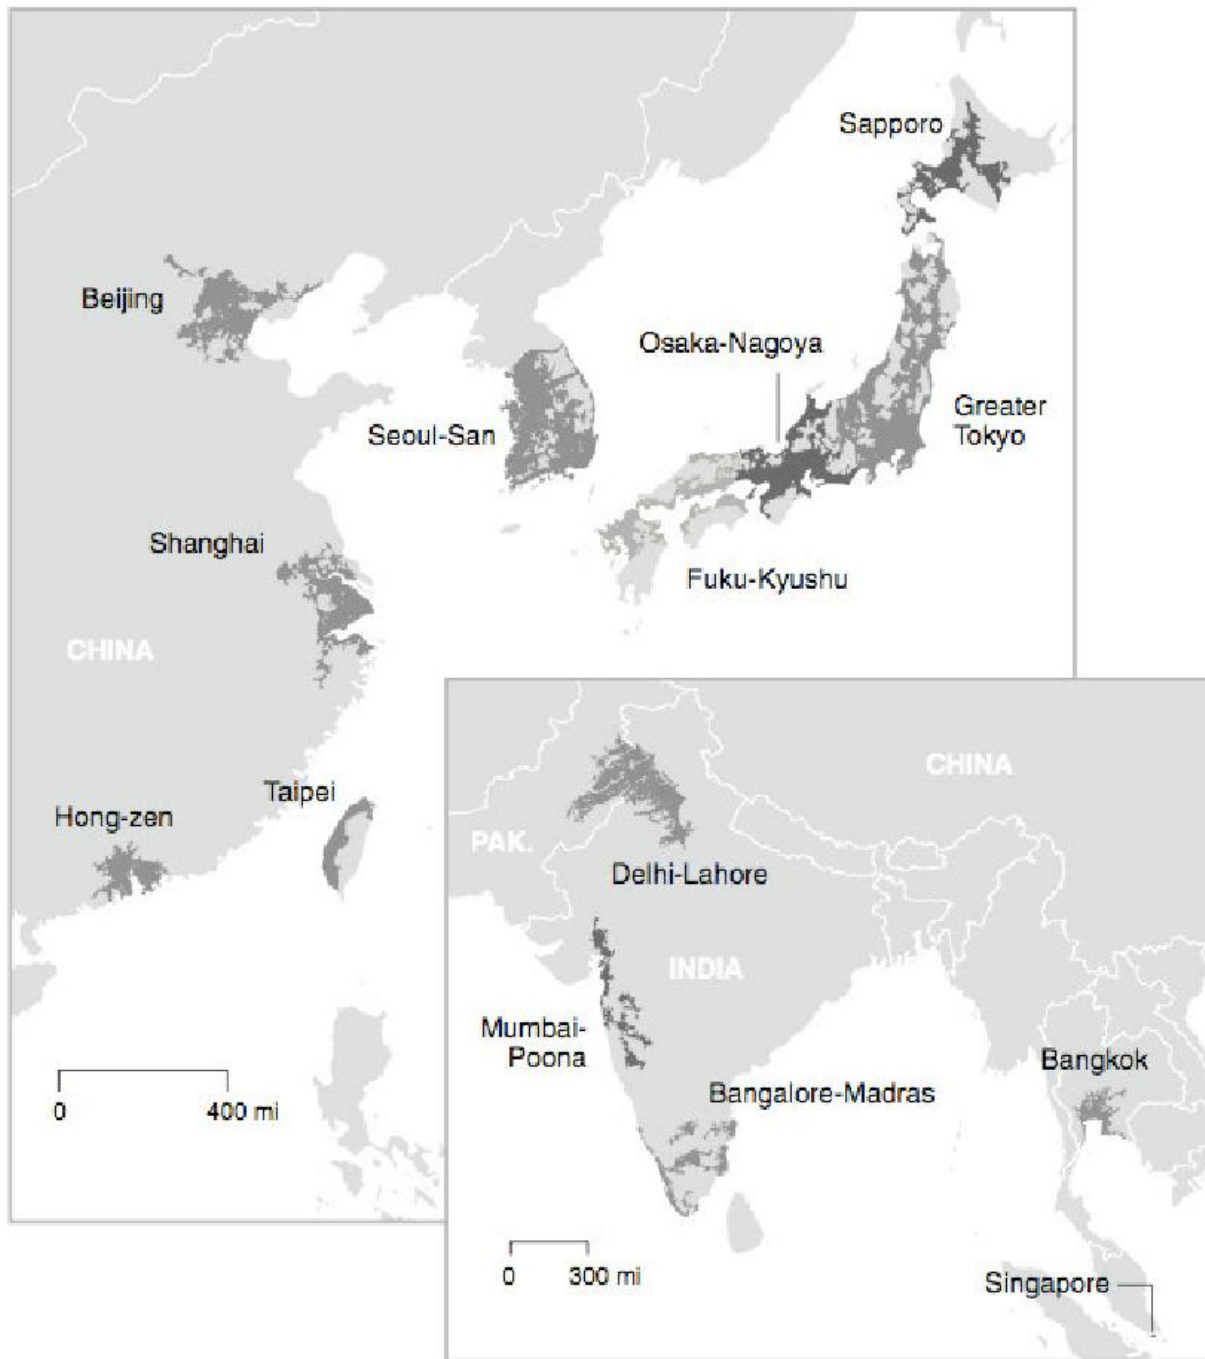 Sapporo
Beijing
Osaka-Nagoya
Greater
Tokyo
Seoul-San
Shanghai
Fuku-Kyushu
CHINA
Taipei
Hong-zen
0
400 mi
CHINA
PAK.
Delhi-Lahore
INDIA
Mumbai-
Poona
Bangkok
Bangalore-Madras
0
300 mi
Singapore